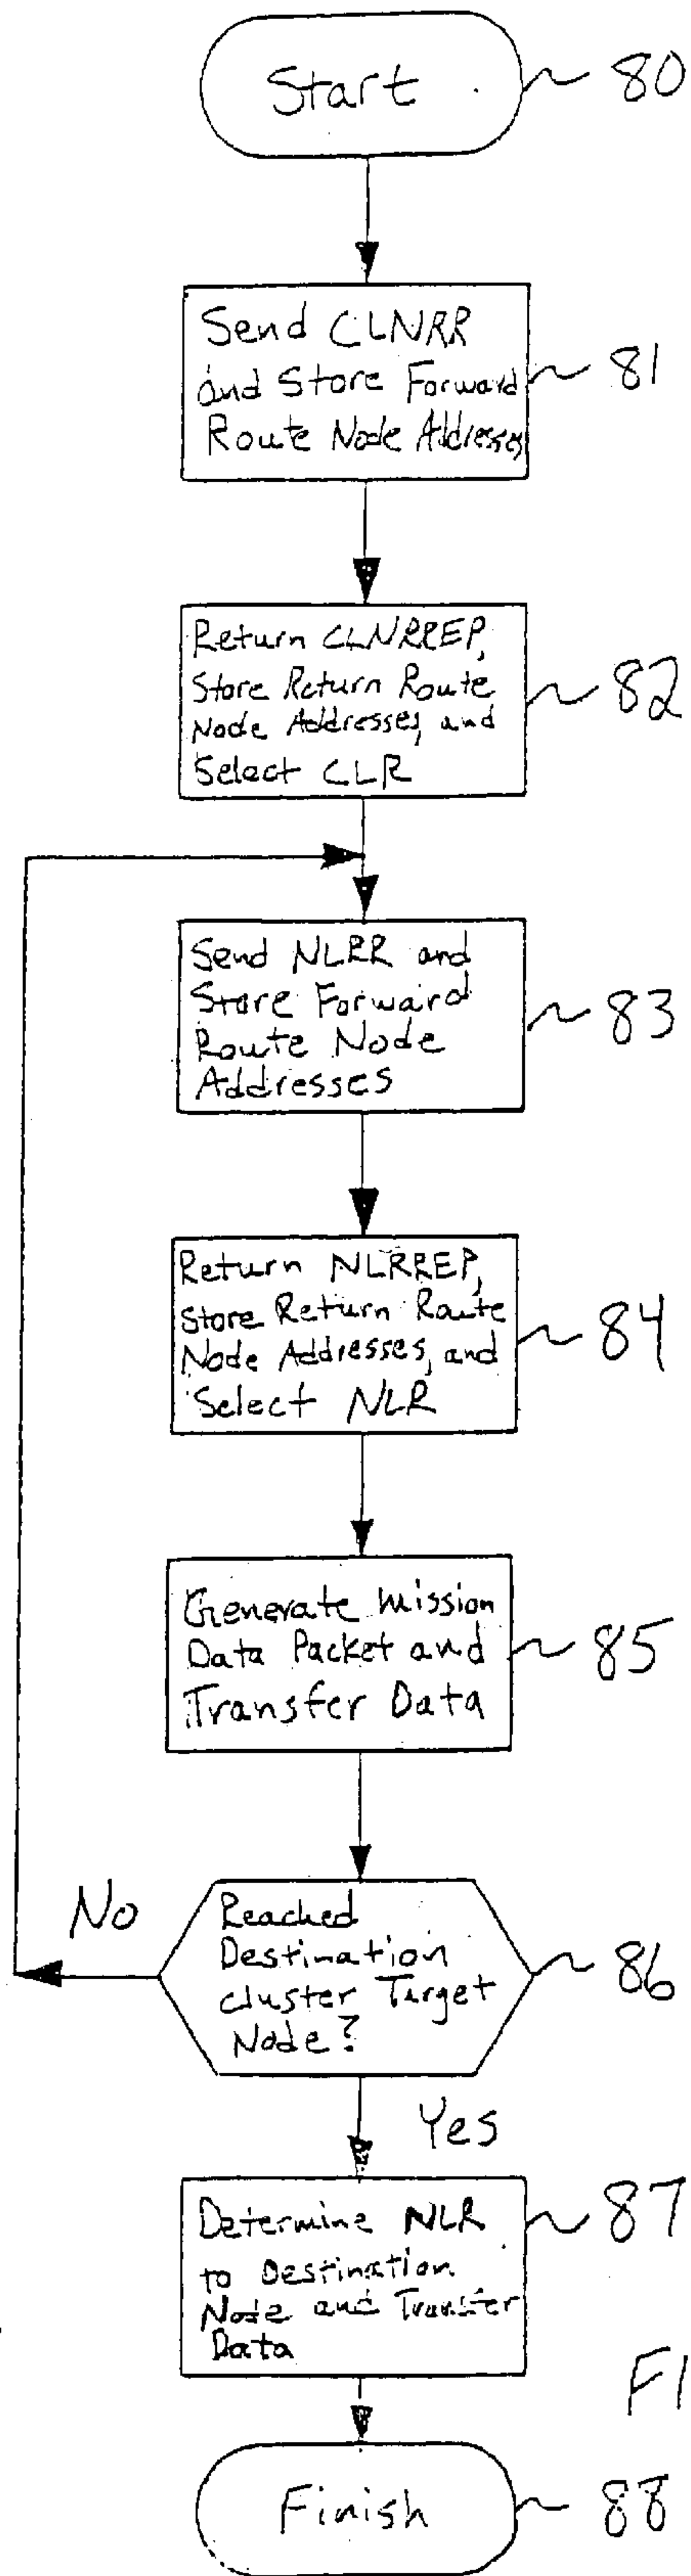 Start
80
Send CLNRR
and Store Forward
Route Node Addresses
81
Return CLNRREP,
Store Return Route
Node Addresses, and
Select CLR
82
Send NLRR and
Store Forward
Route Node
Addresses
83
Return NLRREP,
Store Return Route
Node Addresses, and
Select NLR
84
Generate Mission
Data Packet and
Transfer Data
85
No
Reached
Destination
cluster Target
Node?
86
Yes
Determine NLR
to Destination
Node and Transfer
Data
87
FI
Finish
88